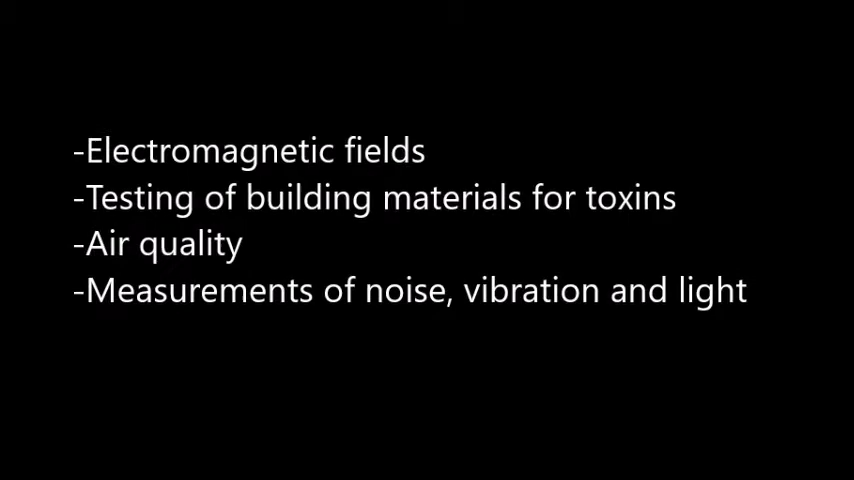 -Electromagnetic fields
-Testing of building materials for toxins
-Air quality
-Measurements of noise, vibration and light